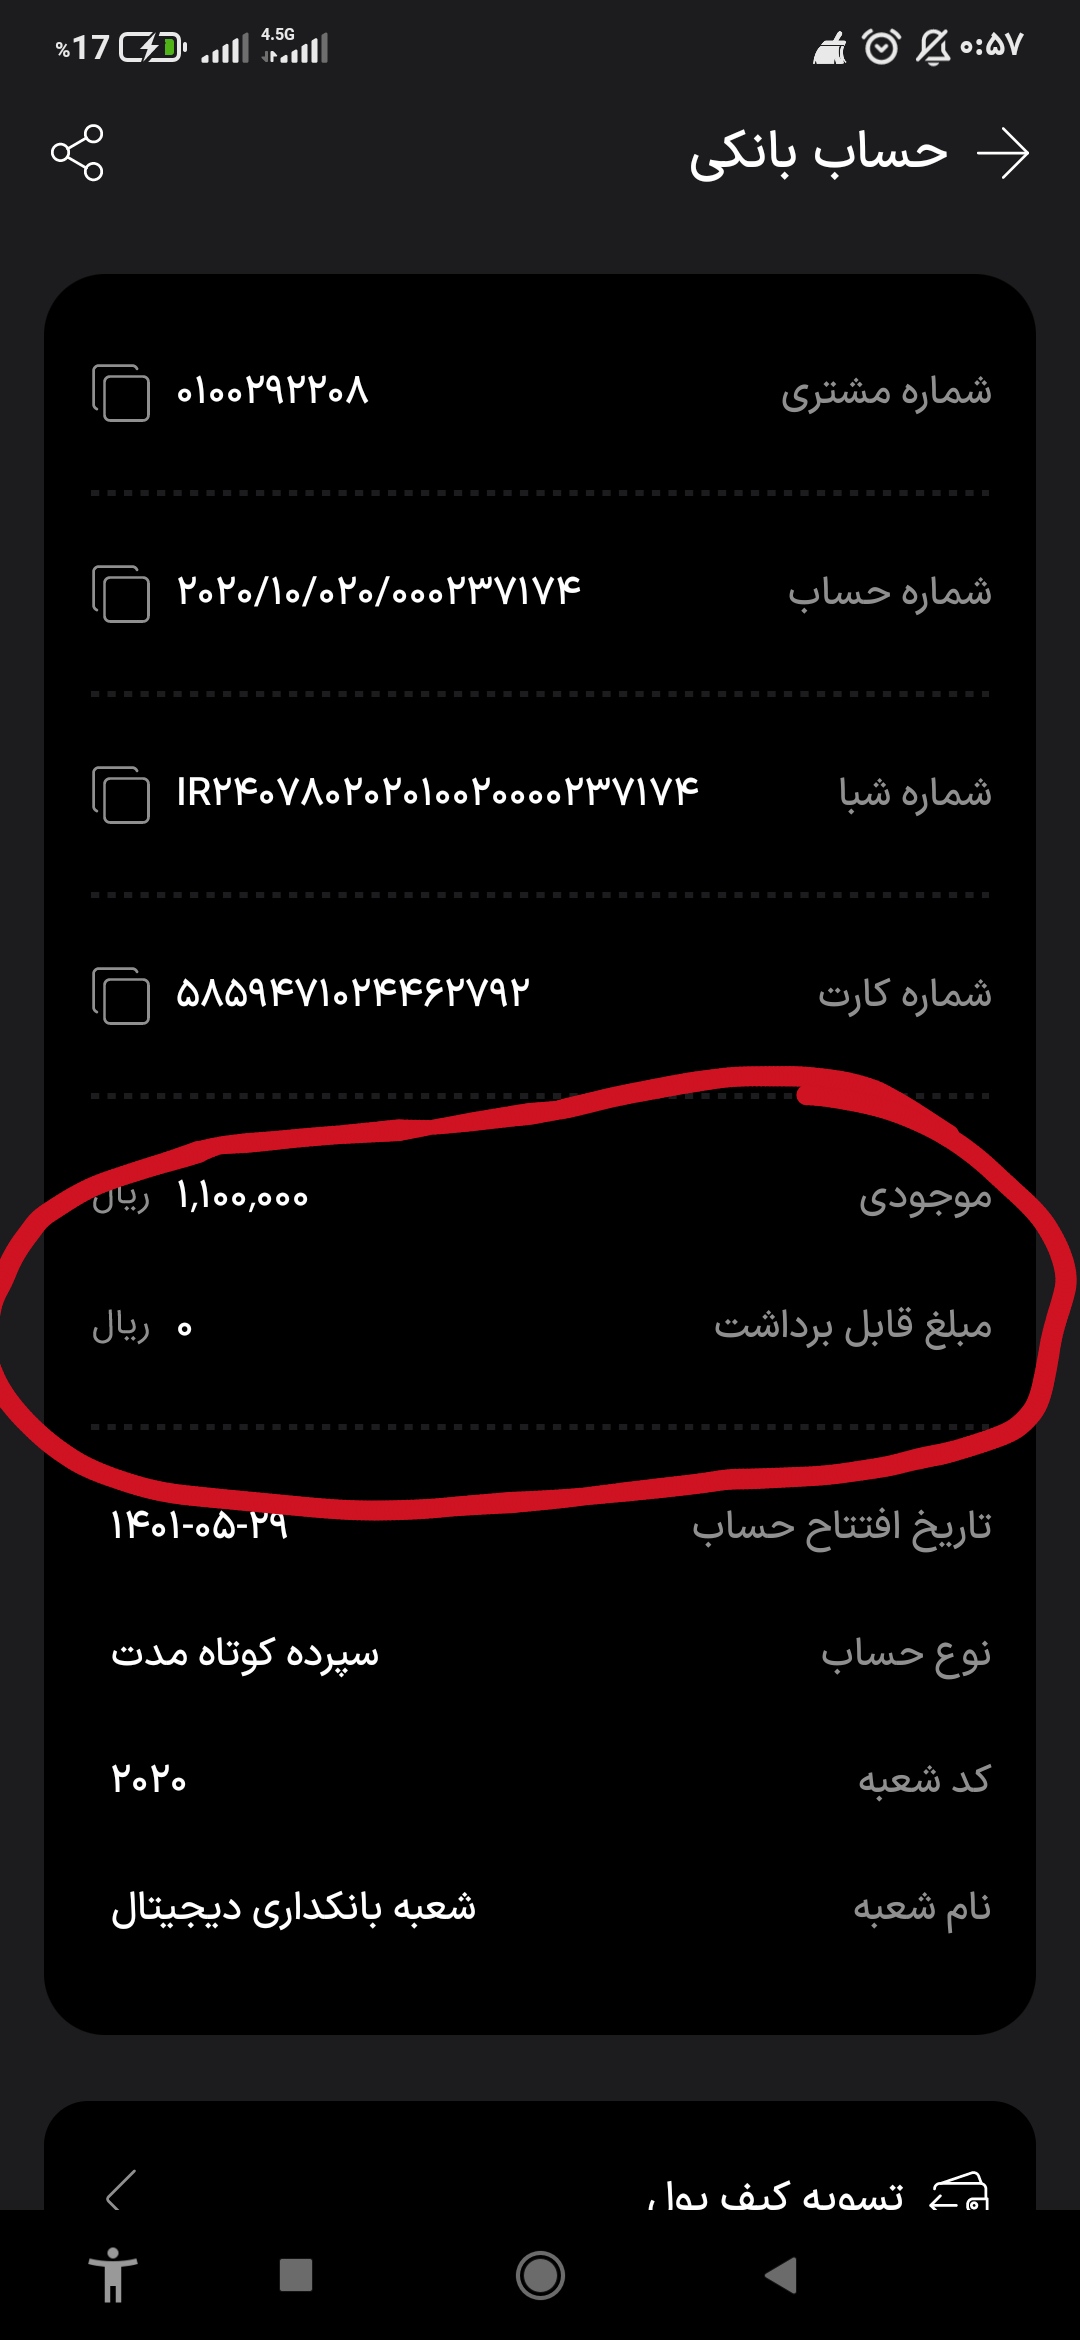 %17 4.5G ۰:۵۷
حساب بانکی
شماره مشتری ۰۱۰۰۲۹۲۲۰۸
شماره حساب ۲۰۲۰/۱۰/۰۲۰/۰۰۰۲۳۷۱۷۴
شماره شبا IR۲۴۰۷۸۰۲۰۲۰۱۰۰۲۰۰۰۰۲۳۷۱۷۴
شماره کارت ۵۸۵۹۴۷۱۰۲۴۴۶۲۷۹۲
موجودی ۱,۱۰۰,۰۰۰ ریال
مبلغ قابل برداشت ۰ ریال
تاریخ افتتاح حساب ۱۴۰۱-۰۵-۲۹
نوع حساب سپرده کوتاه مدت
کد شعبه ۲۰۲۰
نام شعبه شعبه بانکداری دیجیتال
تسویه کیف پول